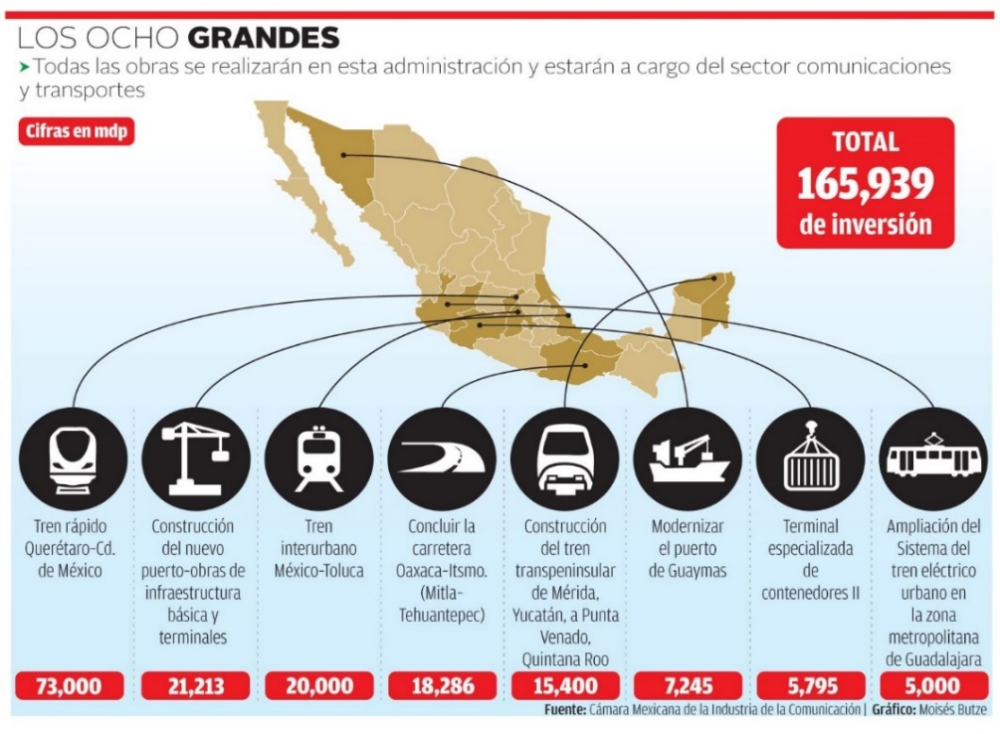 LOS OCHO GRANDES
Todas las obras se realizarán en esta administración y estarán a cargo del sector comunicaciones
y transportes
Cifras en mdp
TOTAL
165,939
de inversión
Tren rápido
Querétaro-Cd.
de México
73,000
Construcción
del nuevo
puerto-obras de
infraestructura
básica y
terminales
21,213
Tren
interurbano
México-Toluca
20,000
Concluir la
carretera
Oaxaca-Itsmo.
(Mitla-
Tehuantepec)
18,286
Construcción
del tren
transpeninsular
de Mérida,
Yucatán, a Punta
Venado,
Quintana Roo
15,400
Modernizar
el puerto
de Guaymas
7,245
Terminal
especializada
de
contenedores II
5,795
Ampliación del
Sistema del
tren eléctrico
urbano en
la zona
metropolitana
de Guadalajara
5,000
Fuente: Cámara Mexicana de la Industria de la Comunicación | Gráfico: Moisés Butze